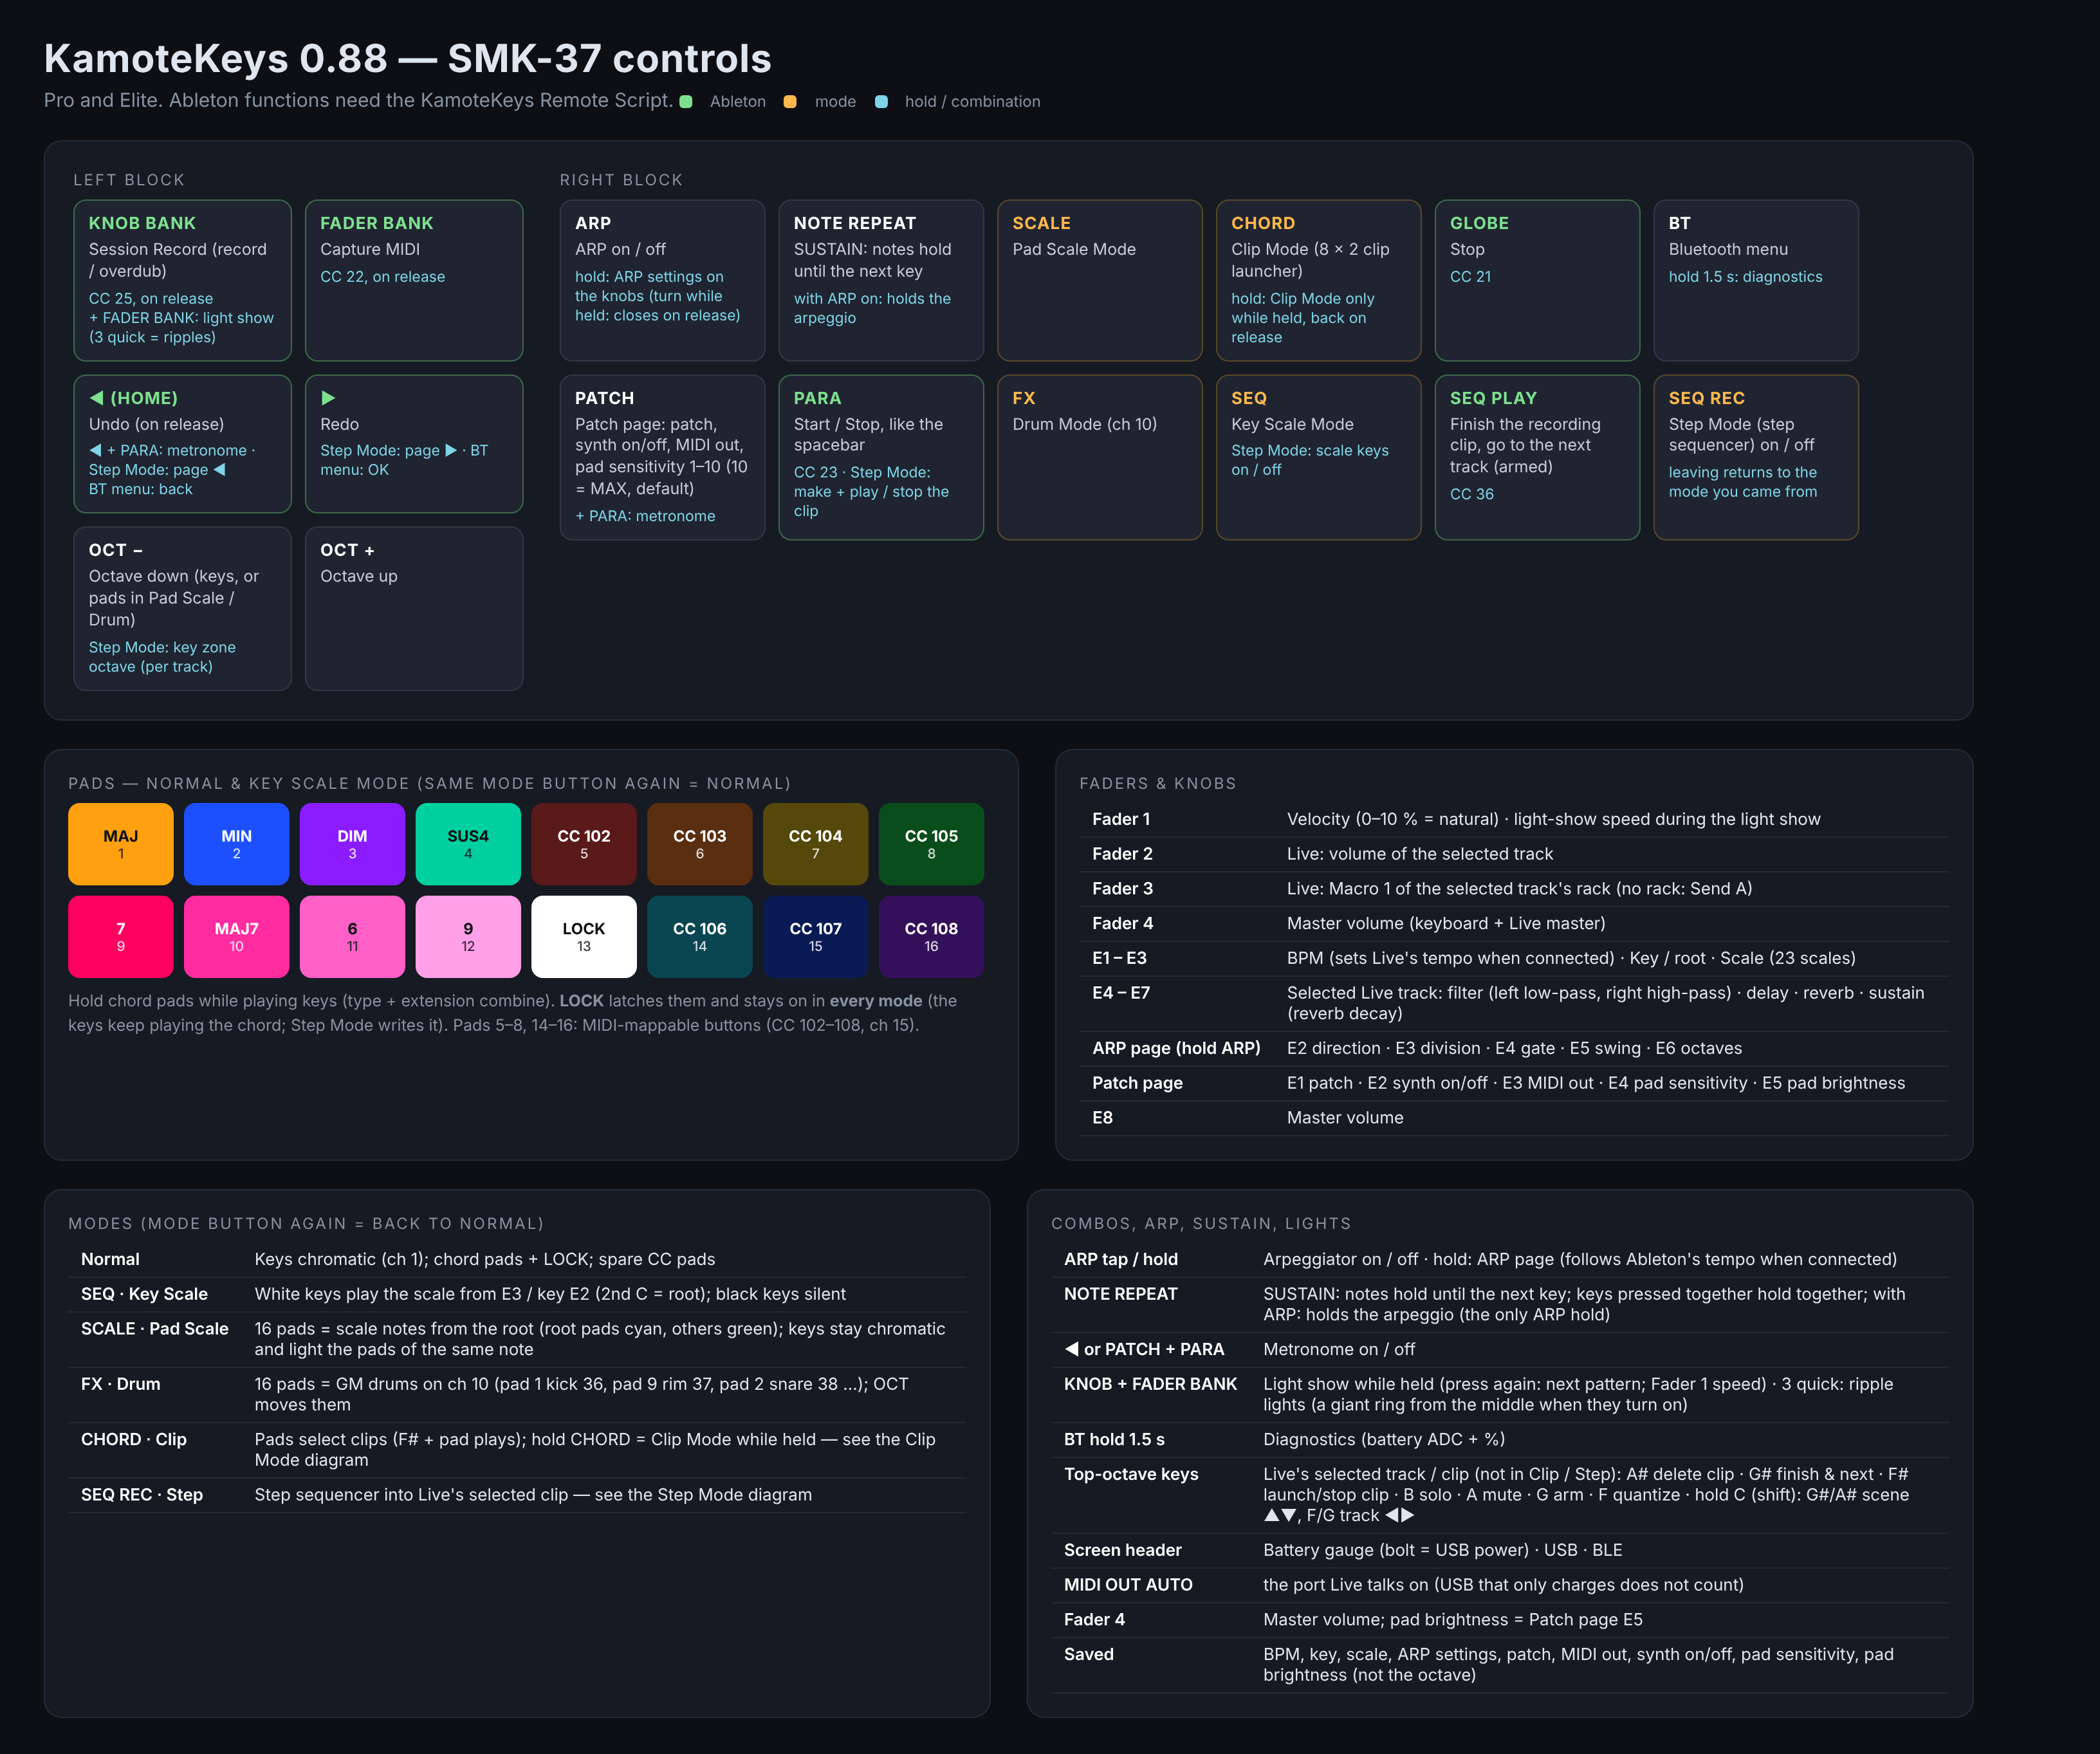 KamoteKeys 0.88 — SMK-37 controls
Pro and Elite. Ableton functions need the KamoteKeys Remote Script. Ableton mode hold / combination
LEFT BLOCK
KNOB BANK
Session Record (record
/ overdub)
CC 25, on release
+ FADER BANK: light show
(3 quick = ripples)
FADER BANK
Capture MIDI
CC 22, on release
◀ (HOME)
Undo (on release)
◀ + PARA: metronome ·
Step Mode: page ◀
BT menu: back
▶
Redo
Step Mode: page ▶ · BT
menu: OK
OCT −
Octave down (keys, or
pads in Pad Scale /
Drum)
Step Mode: key zone
octave (per track)
OCT +
Octave up
RIGHT BLOCK
ARP
ARP on / off
hold: ARP settings on
the knobs (turn while
held: closes on release)
NOTE REPEAT
SUSTAIN: notes hold
until the next key
with ARP on: holds the
arpeggio
SCALE
Pad Scale Mode
CHORD
Clip Mode (8 × 2 clip
launcher)
hold: Clip Mode only
while held, back on
release
GLOBE
Stop
CC 21
BT
Bluetooth menu
hold 1.5 s: diagnostics
PATCH
Patch page: patch,
synth on/off, MIDI out,
pad sensitivity 1–10 (10
= MAX, default)
+ PARA: metronome
PARA
Start / Stop, like the
spacebar
CC 23 · Step Mode:
make + play / stop the
clip
FX
Drum Mode (ch 10)
SEQ
Key Scale Mode
Step Mode: scale keys
on / off
SEQ PLAY
Finish the recording
clip, go to the next
track (armed)
CC 36
SEQ REC
Step Mode (step
sequencer) on / off
leaving returns to the
mode you came from
PADS — NORMAL & KEY SCALE MODE (SAME MODE BUTTON AGAIN = NORMAL)
MAJ
1
MIN
2
DIM
3
SUS4
4
CC 102
5
CC 103
6
CC 104
7
CC 105
8
7
9
MAJ7
10
6
11
9
12
LOCK
13
CC 106
14
CC 107
15
CC 108
16
Hold chord pads while playing keys (type + extension combine). LOCK latches them and stays on in every mode (the
keys keep playing the chord; Step Mode writes it). Pads 5–8, 14–16: MIDI-mappable buttons (CC 102–108, ch 15).
FADERS & KNOBS
Fader 1 Velocity (0–10 % = natural) · light-show speed during the light show
Fader 2 Live: volume of the selected track
Fader 3 Live: Macro 1 of the selected track's rack (no rack: Send A)
Fader 4 Master volume (keyboard + Live master)
E1 – E3 BPM (sets Live's tempo when connected) · Key / root · Scale (23 scales)
E4 – E7 Selected Live track: filter (left low-pass, right high-pass) · delay · reverb · sustain
(reverb decay)
ARP page (hold ARP) E2 direction · E3 division · E4 gate · E5 swing · E6 octaves
Patch page E1 patch · E2 synth on/off · E3 MIDI out · E4 pad sensitivity · E5 pad brightness
E8 Master volume
MODES (MODE BUTTON AGAIN = BACK TO NORMAL)
Normal Keys chromatic (ch 1); chord pads + LOCK; spare CC pads
SEQ · Key Scale White keys play the scale from E3 / key E2 (2nd C = root); black keys silent
SCALE · Pad Scale 16 pads = scale notes from the root (root pads cyan, others green); keys stay chromatic
and light the pads of the same note
FX · Drum 16 pads = GM drums on ch 10 (pad 1 kick 36, pad 9 rim 37, pad 2 snare 38 …); OCT
moves them
CHORD · Clip Pads select clips (F# + pad plays); hold CHORD = Clip Mode while held — see the Clip
Mode diagram
SEQ REC · Step Step sequencer into Live's selected clip — see the Step Mode diagram
COMBOS, ARP, SUSTAIN, LIGHTS
ARP tap / hold Arpeggiator on / off · hold: ARP page (follows Ableton's tempo when connected)
NOTE REPEAT SUSTAIN: notes hold until the next key; keys pressed together hold together; with
ARP: holds the arpeggio (the only ARP hold)
◀ or PATCH + PARA Metronome on / off
KNOB + FADER BANK Light show while held (press again: next pattern; Fader 1 speed) · 3 quick: ripple
lights (a giant ring from the middle when they turn on)
BT hold 1.5 s Diagnostics (battery ADC + %)
Top-octave keys Live's selected track / clip (not in Clip / Step): A# delete clip · G# finish & next · F#
launch/stop clip · B solo · A mute · G arm · F quantize · hold C (shift): G#/A# scene
▲▼, F/G track ◀▶
Screen header Battery gauge (bolt = USB power) · USB · BLE
MIDI OUT AUTO the port Live talks on (USB that only charges does not count)
Fader 4 Master volume; pad brightness = Patch page E5
Saved BPM, key, scale, ARP settings, patch, MIDI out, synth on/off, pad sensitivity, pad
brightness (not the octave)